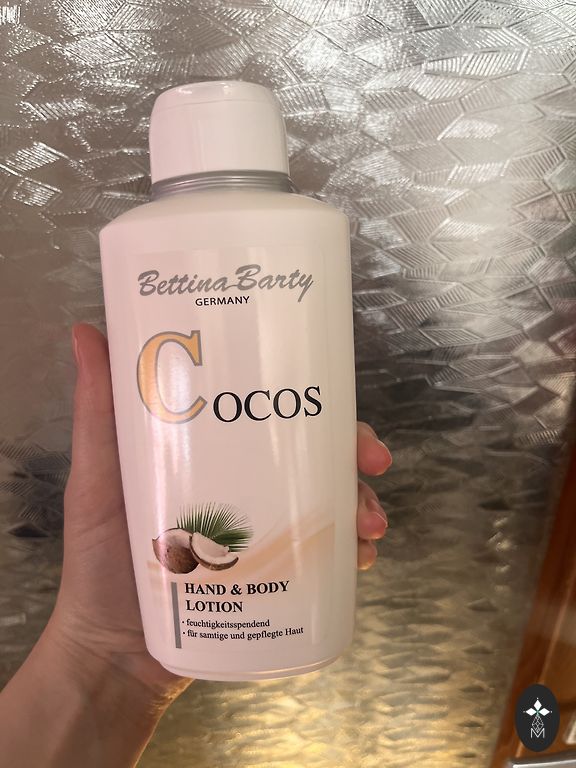 Bettina Barty
GERMANY
COCOS
HAND & BODY
LOTION
· feuchtigkeitsspendend
· für samtige und gepflegte Haut
M